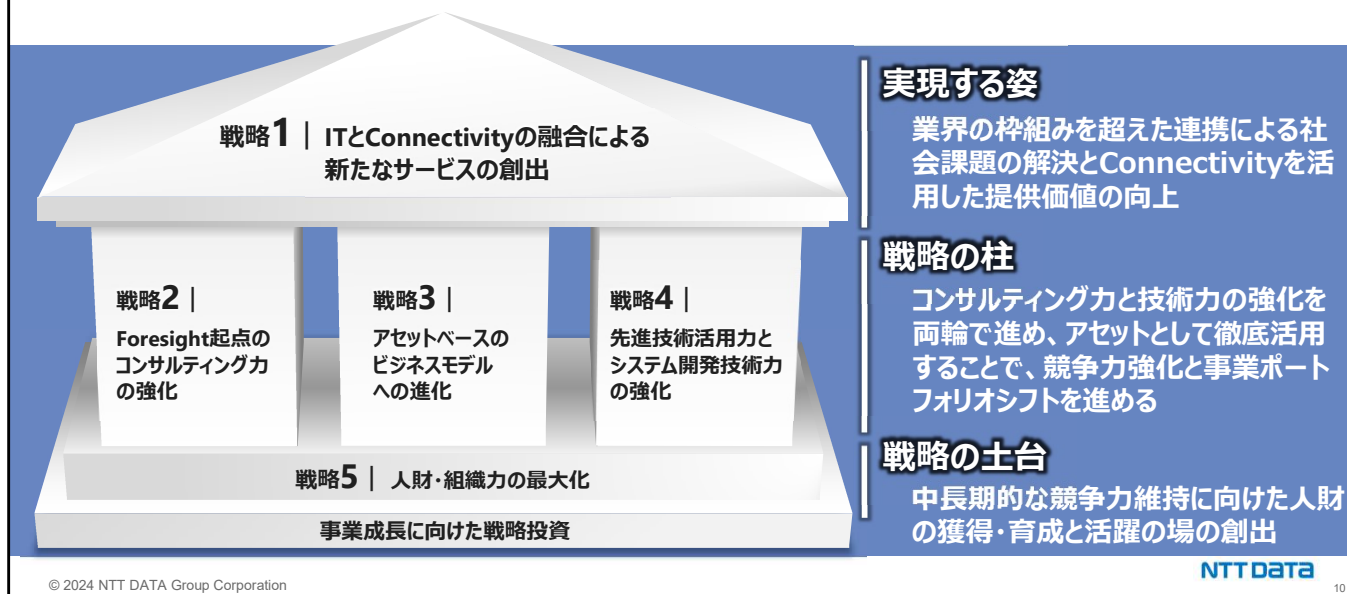 戦略1｜ITとConnectivityの融合による
新たなサービスの創出
戦略2｜
Foresight起点の
コンサルティング力
の強化
戦略3｜
アセットベースの
ビジネスモデル
への進化
戦略4｜
先進技術活用力と
システム開発技術力
の強化
戦略5｜人財・組織力の最大化
事業成長に向けた戦略投資
実現する姿
業界の枠組みを超えた連携による社
会課題の解決とConnectivityを活
用した提供価値の向上
戦略の柱
コンサルティング力と技術力の強化を
両輪で進め、アセットとして徹底活用
することで、競争力強化と事業ポート
フォリオシフトを進める
戦略の土台
中長期的な競争力維持に向けた人財
の獲得・育成と活躍の場の創出
© 2024 NTT DATA Group Corporation
NTT DATA
10